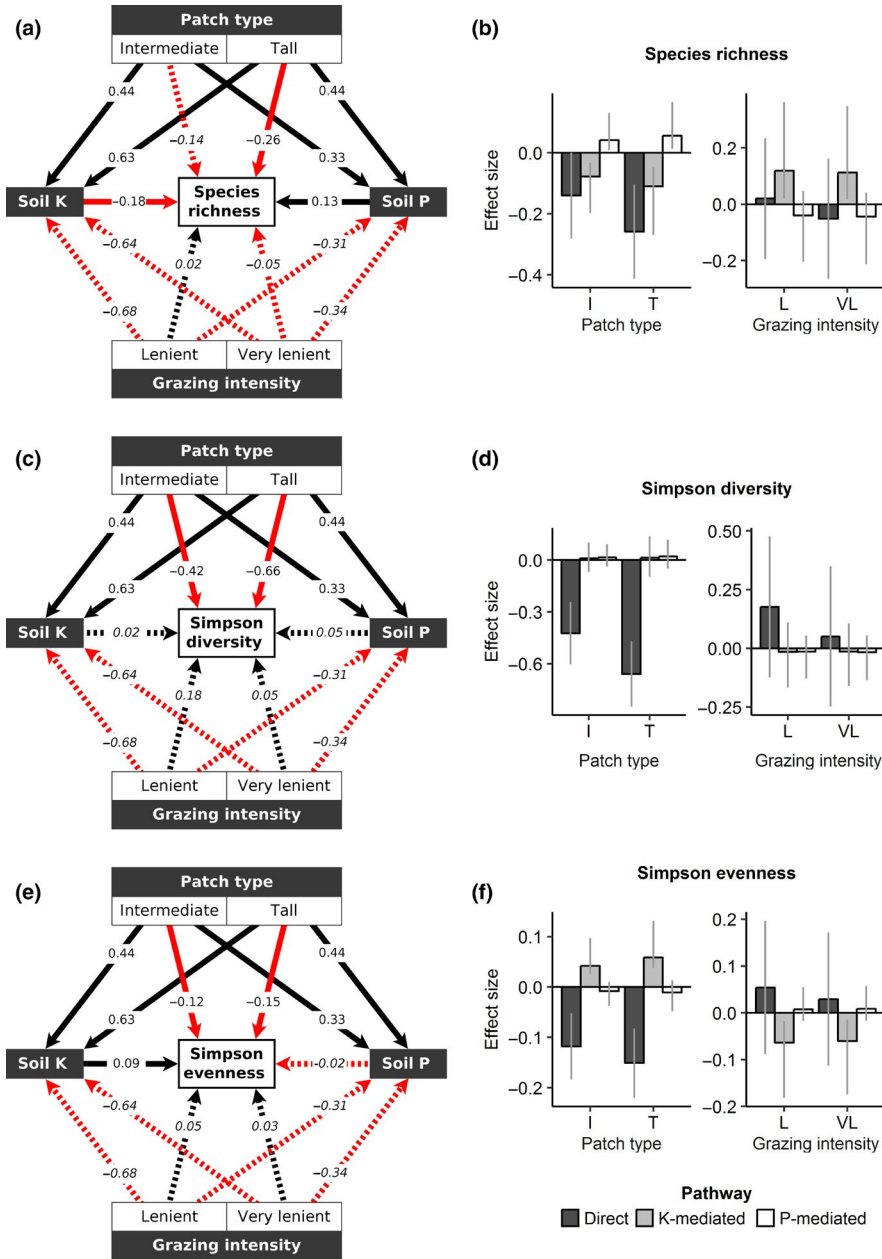 (a)
Patch type
Intermediate Tall
0.44 0.44
−0.14 −0.26
0.63 0.33
Soil K −0.18 Species richness 0.13 Soil P
−0.64 −0.31
0.02 −0.05
−0.68 −0.34
Lenient Very lenient
Grazing intensity
(b)
Species richness
Effect size
0.0
−0.2
−0.4
I T
Patch type
0.2
0.0
−0.2
L VL
Grazing intensity
(c)
Patch type
Intermediate Tall
0.44 0.44
−0.42 −0.66
0.63 0.33
Soil K 0.02 Simpson diversity 0.05 Soil P
−0.64 −0.31
0.18 0.05
−0.68 −0.34
Lenient Very lenient
Grazing intensity
(d)
Simpson diversity
Effect size
0.0
−0.3
−0.6
I T
Patch type
0.50
0.25
0.00
−0.25
L VL
Grazing intensity
(e)
Patch type
Intermediate Tall
0.44 0.44
−0.12 −0.15
0.63 0.33
Soil K 0.09 Simpson evenness −0.02 Soil P
−0.64 −0.31
0.05 0.03
−0.68 −0.34
Lenient Very lenient
Grazing intensity
(f)
Simpson evenness
Effect size
0.1
0.0
−0.1
−0.2
I T
Patch type
0.2
0.1
0.0
−0.1
−0.2
L VL
Grazing intensity
Pathway
Direct K-mediated P-mediated